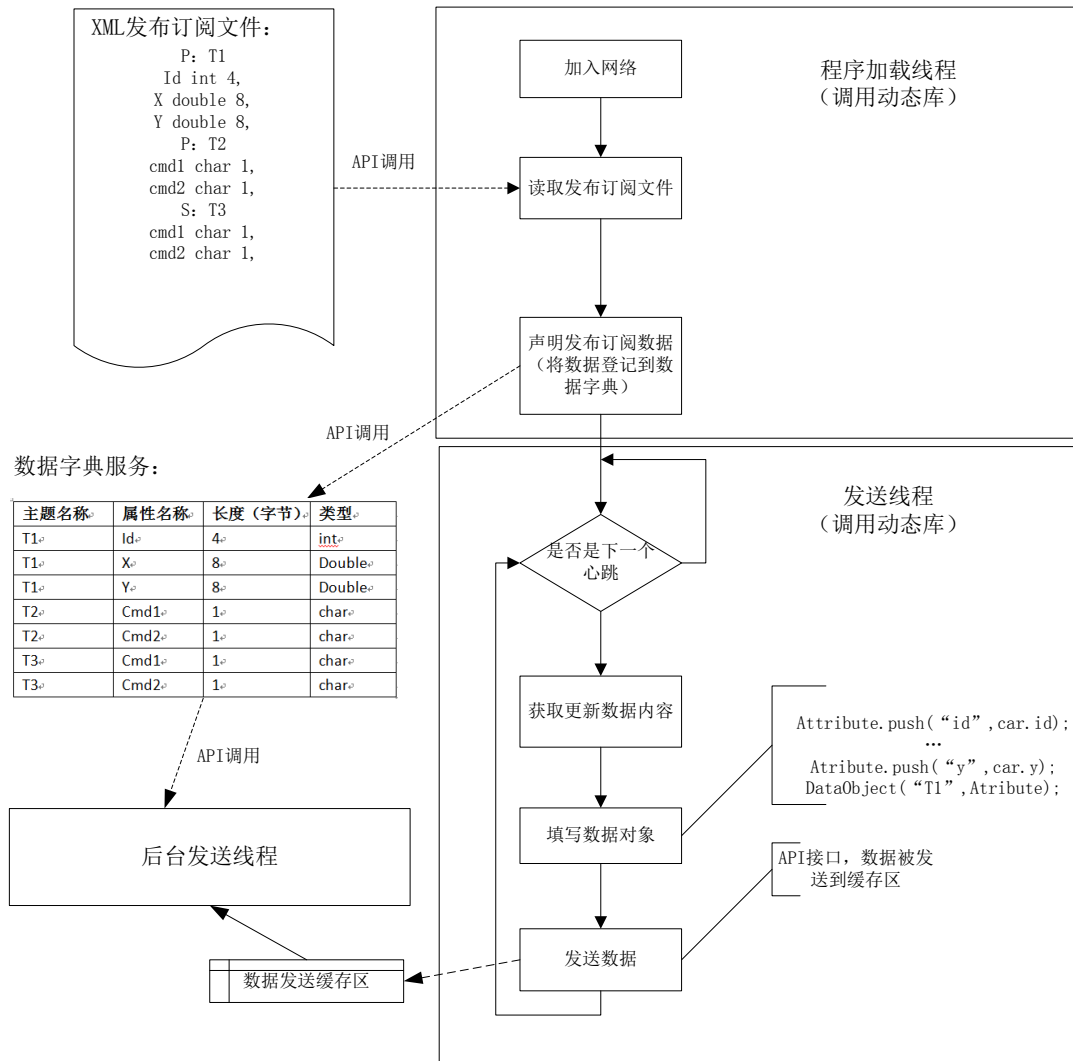 XML发布订阅文件：
P：T1
Id int 4,
X double 8,
Y double 8,
P：T2
cmd1 char 1,
cmd2 char 1,
S：T3
cmd1 char 1,
cmd2 char 1,
API调用
加入网络
程序加载线程
（调用动态库）
读取发布订阅文件
声明发布订阅数据
（将数据登记到数
据字典）
API调用
数据字典服务：
主题名称 属性名称 长度（字节） 类型
T1 Id 4 int
T1 X 8 Double
T1 Y 8 Double
T2 Cmd1 1 char
T2 Cmd2 1 char
T3 Cmd1 1 char
T3 Cmd2 1 char
API调用
后台发送线程
数据发送缓存区
发送线程
（调用动态库）
是否是下一个
心跳
获取更新数据内容
填写数据对象
发送数据
Attribute.push(“id”,car.id);
…
Atribute.push(“y”,car.y);
DataObject(“T1”,Atribute);
API接口，数据被发
送到缓存区